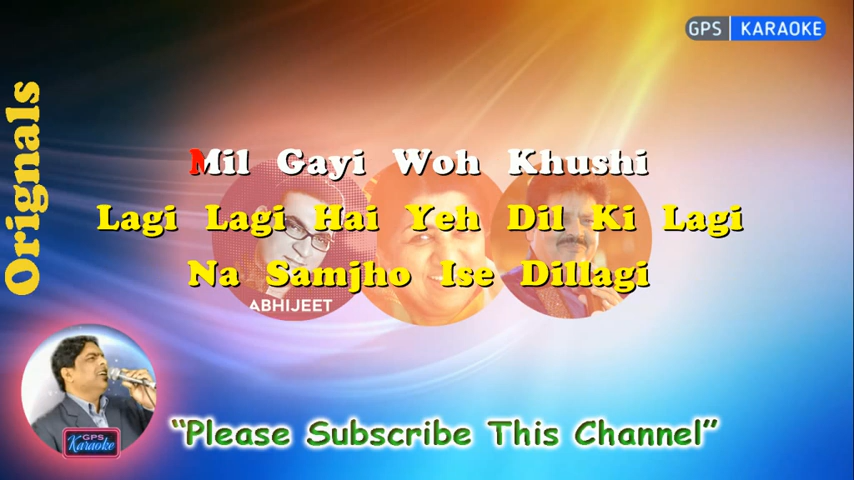 GPS | KARAOKE
Orignals
Mil Gayi Woh Khushi
Lagi Lagi Hai Yeh Dil Ki Lagi
Na Samjho Ise Dillagi
ABHIJEET
GPS
Karaoke
“Please Subscribe This Channel”